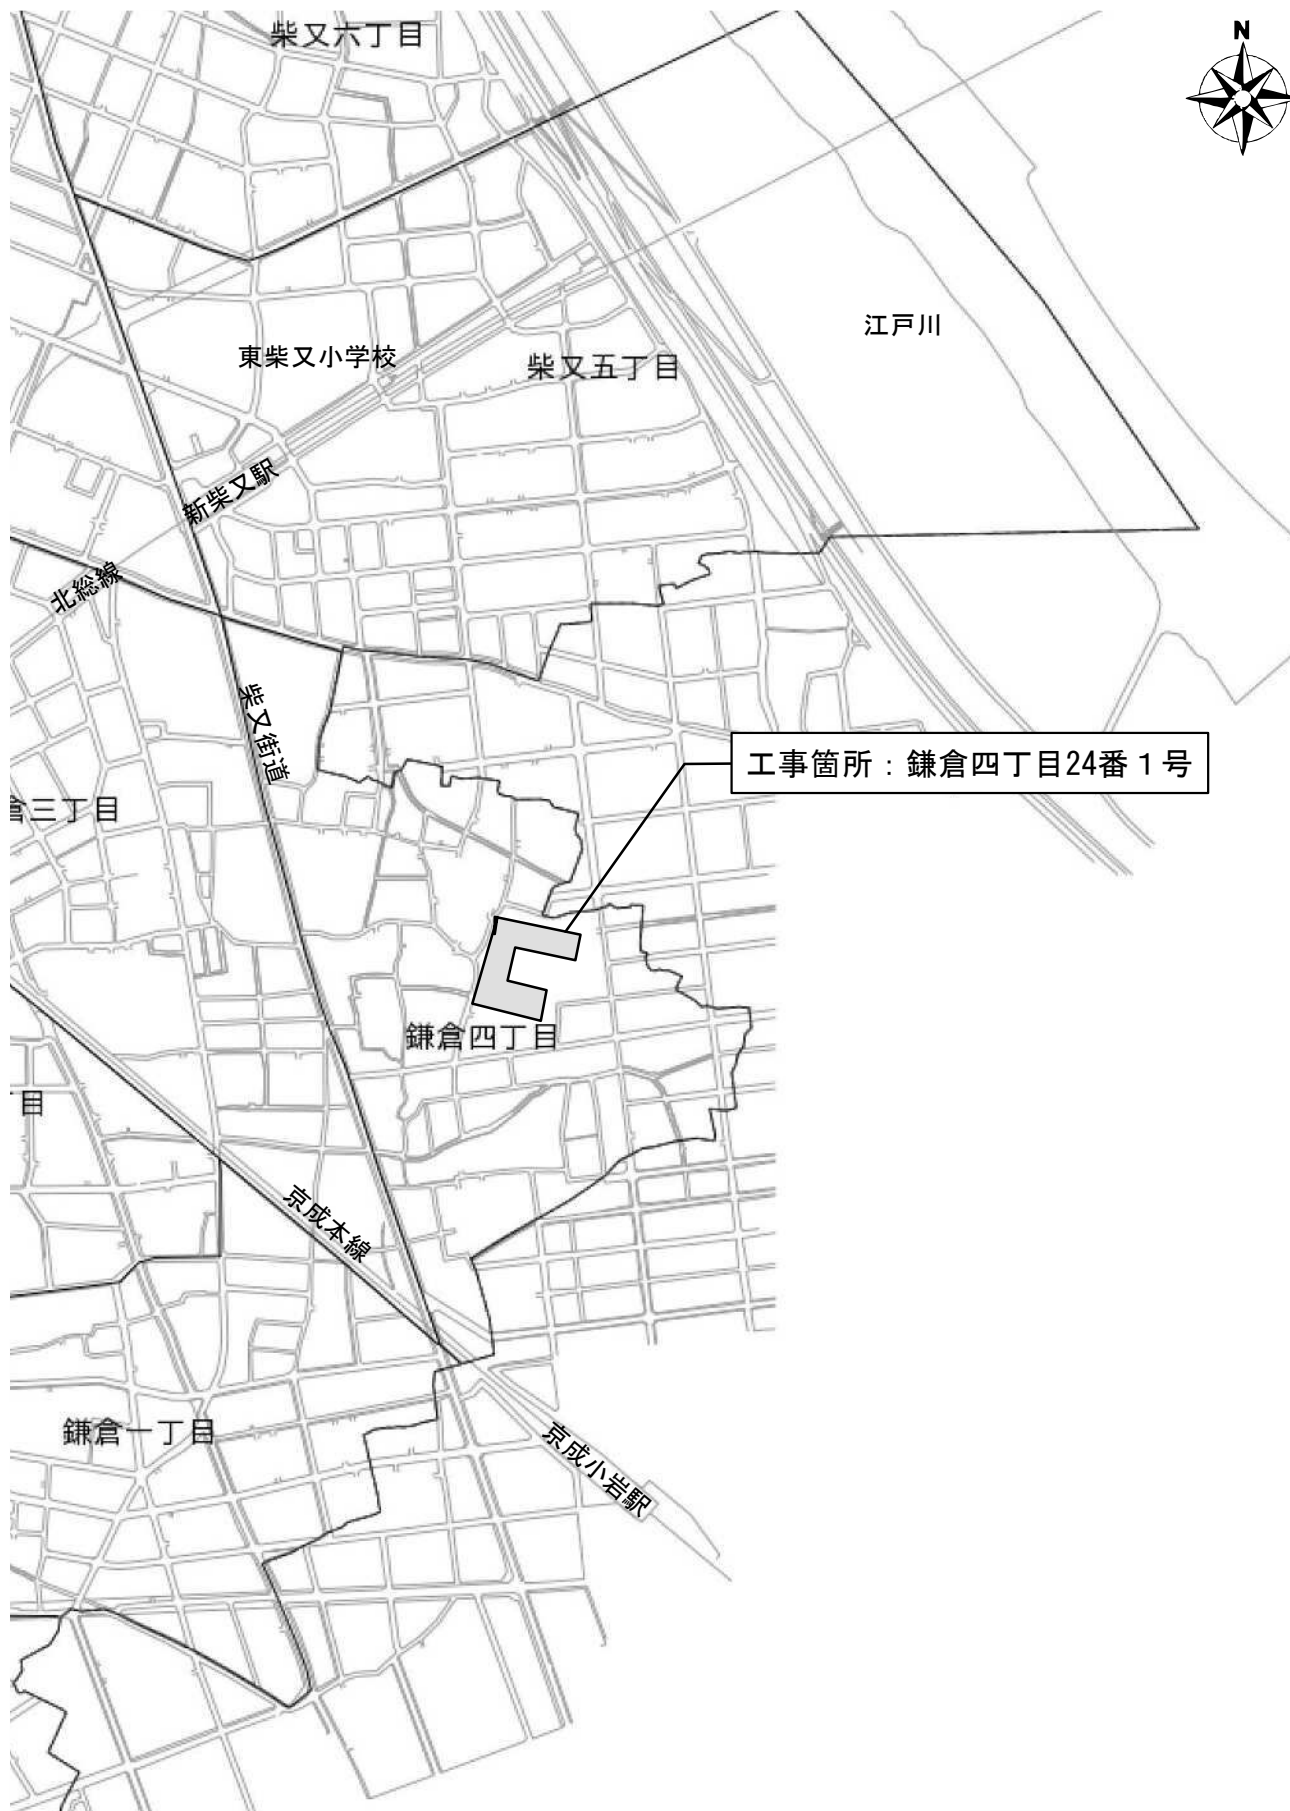 柴又六丁目
N
江戸川
東柴又小学校
柴又五丁目
新柴又駅
北総線
柴又街道
工事箇所：鎌倉四丁目24番１号
倉三丁目
鎌倉四丁目
目
京成本線
鎌倉一丁目
京成小岩駅